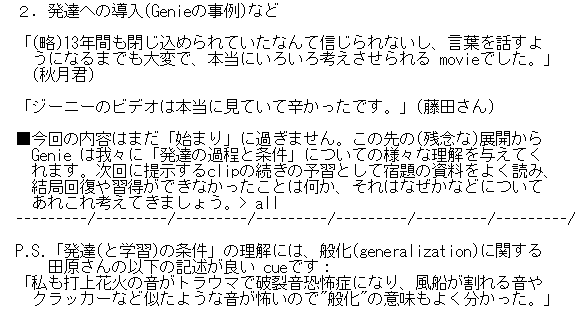 ２．発達への導入(Genieの事例)など
「(略)13年間も閉じ込められていたなんて信じられないし、言葉を話すよ
うになるまでも大変で、本当にいろいろ考えさせられる movieでした。」
(秋月君)
「ジーニーのビデオは本当に見ていて辛かったです。」(藤田さん)
■今回の内容はまだ「始まり」に過ぎません。この先の(残念な)展開から
Genie は我々に「発達の過程と条件」についての様々な理解を与えてく
れます。次回に提示するclipの続きの予習として宿題の資料をよく読み、
結局回復や習得ができなかったことは何か、それはなぜかなどについて
あれこれ考えてきましょう。> all
---------/---------/---------/---------/---------/---------/---------/
P.S.「発達(と学習)の条件」の理解には、般化(generalization)に関する
田原さんの以下の記述が良い cueです：
「私も打上花火の音がトラウマで破裂音恐怖症になり、風船が割れる音や
クラッカーなど似たような音が怖いので"般化"の意味もよく分かった。」